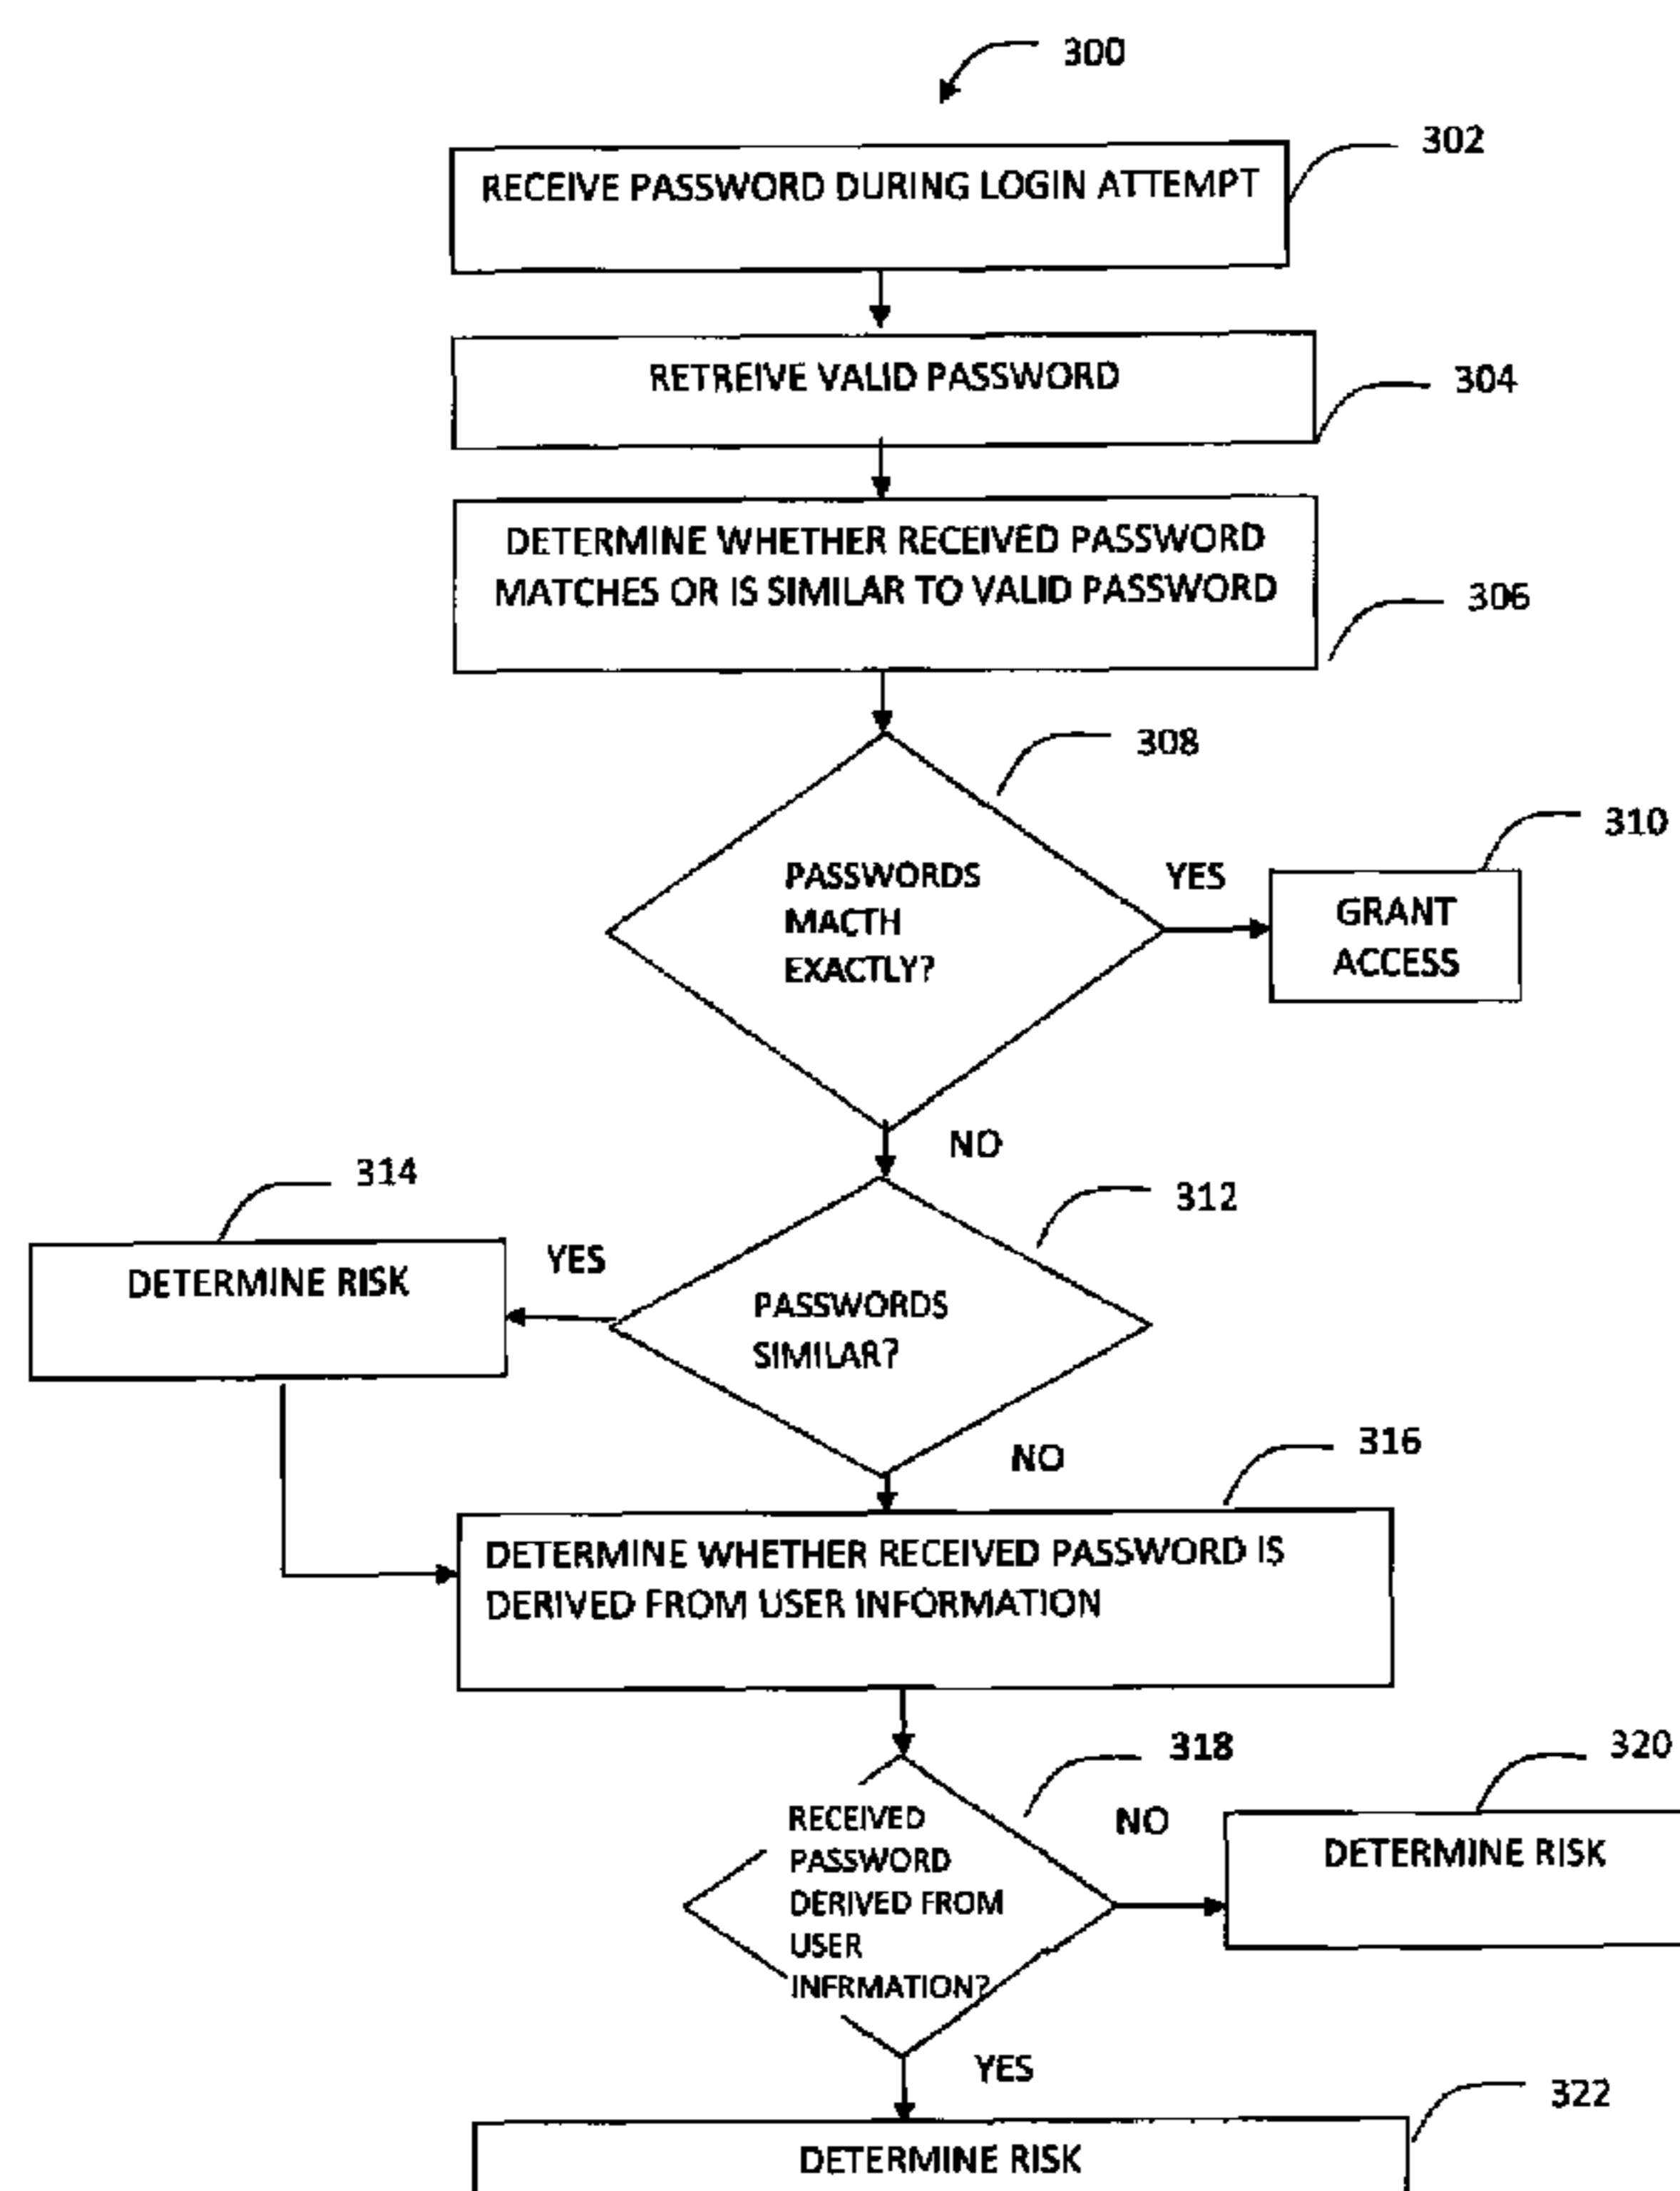 300
302
RECEIVE PASSWORD DURING LOGIN ATTEMPT
RETREIVE VALID PASSWORD
304
DETERMINE WHETHER RECEIVED PASSWORD
MATCHES OR IS SIMILAR TO VALID PASSWORD
306
308
PASSWORDS
MACTH
EXACTLY?
YES
310
GRANT
ACCESS
NO
314
312
DETERMINE RISK
YES
PASSWORDS
SIMILAR?
NO
316
DETERMINE WHETHER RECEIVED PASSWORD IS
DERIVED FROM USER INFORMATION
318
320
RECEIVED
PASSWORD
DERIVED FROM
USER
INFRMATION?
NO
DETERMINE RISK
YES
322
DETERMINE RISK